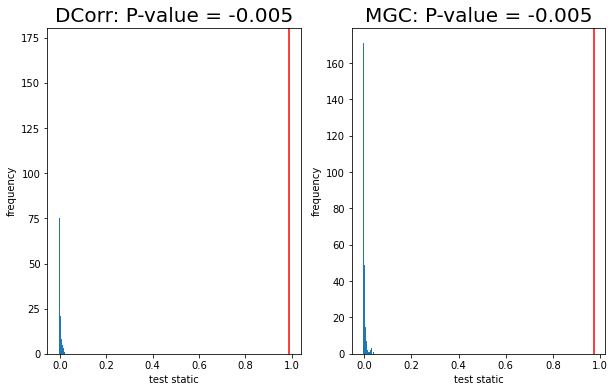 DCorr: P-value = -0.005
MGC: P-value = -0.005
175
150
125
100
75
50
25
0
frequency
0.0 0.2 0.4 0.6 0.8 1.0
test static
160
140
120
100
80
60
40
20
0
frequency
0.0 0.2 0.4 0.6 0.8 1.0
test static